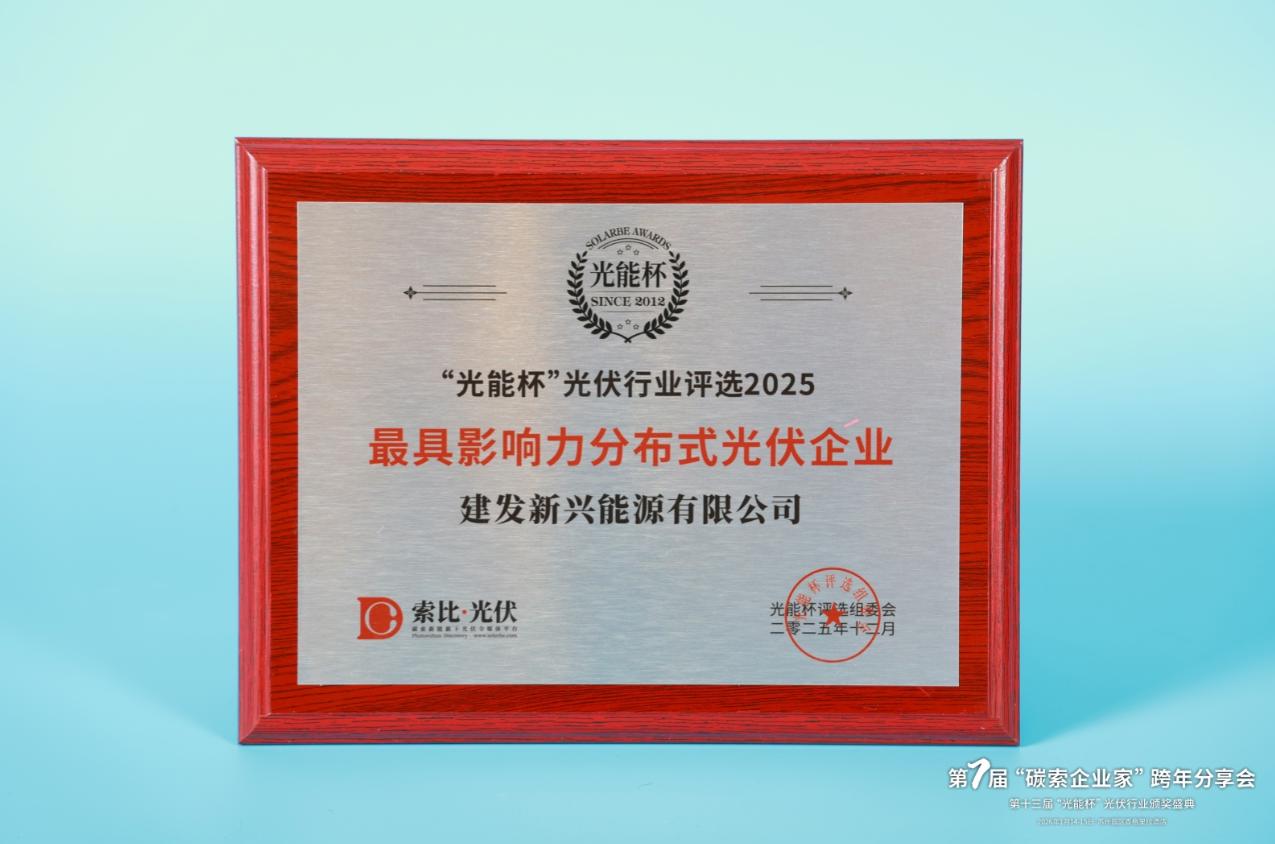 SOLARBE AWARDS
光能杯
SINCE 2012
“光能杯”光伏行业评选2025
最具影响力分布式光伏企业
建发新兴能源有限公司
索比·光伏
光能杯评选组委会
二零二五年十二月
第7届“碳索企业家”跨年分享会
第十三届“光能杯”光伏行业颁奖盛典